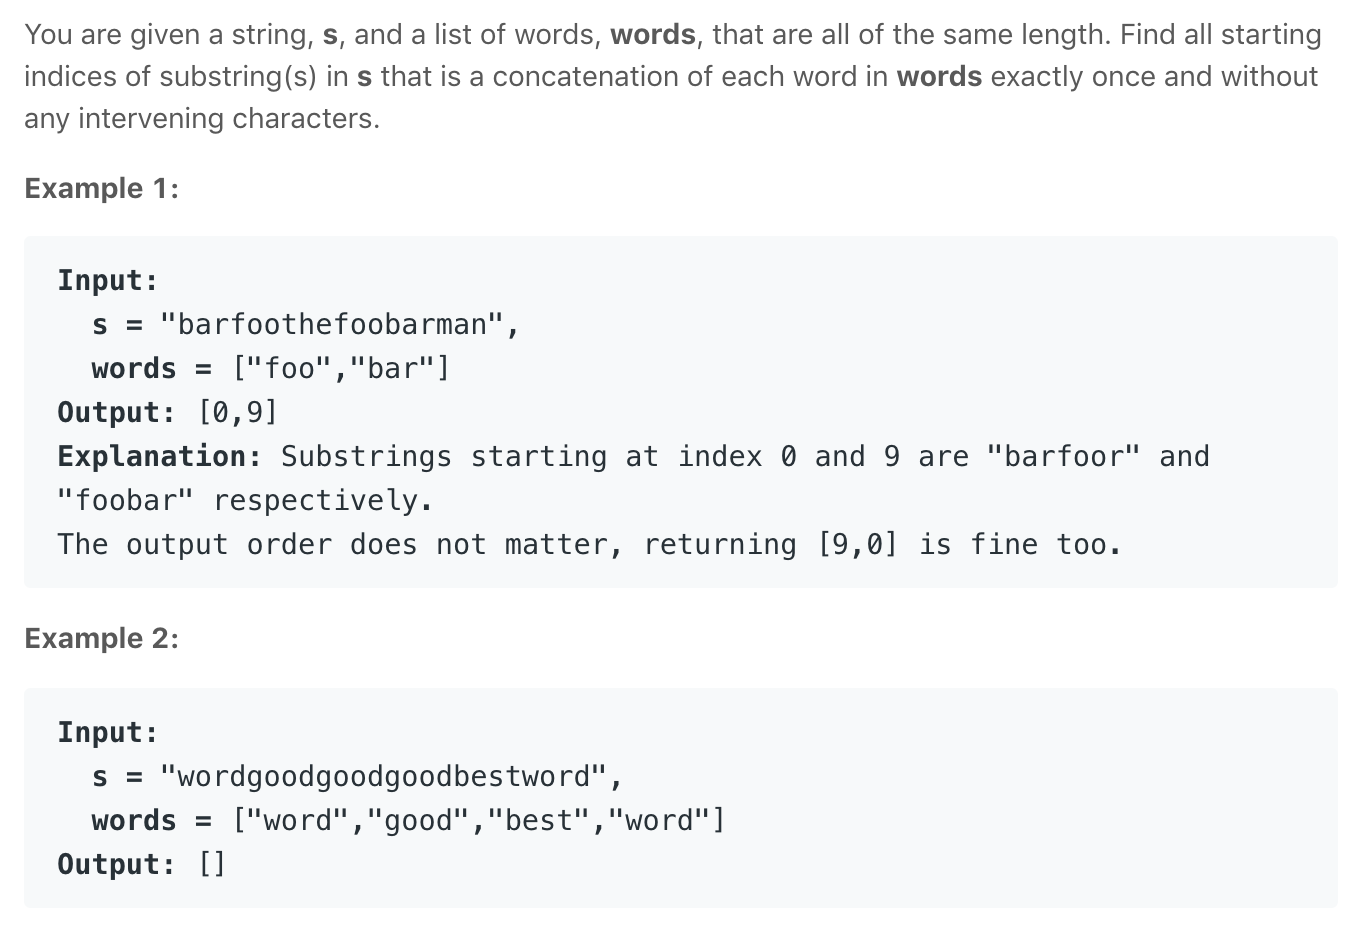 You are given a string, s, and a list of words, words, that are all of the same length. Find all starting
indices of substring(s) in s that is a concatenation of each word in words exactly once and without
any intervening characters.
Example 1:
Input:
s = "barfoothefoobarman",
words = ["foo","bar"]
Output: [0,9]
Explanation: Substrings starting at index 0 and 9 are "barfoor" and
"foobar" respectively.
The output order does not matter, returning [9,0] is fine too.
Example 2:
Input:
s = "wordgoodgoodgoodbestword",
words = ["word","good","best","word"]
Output: []